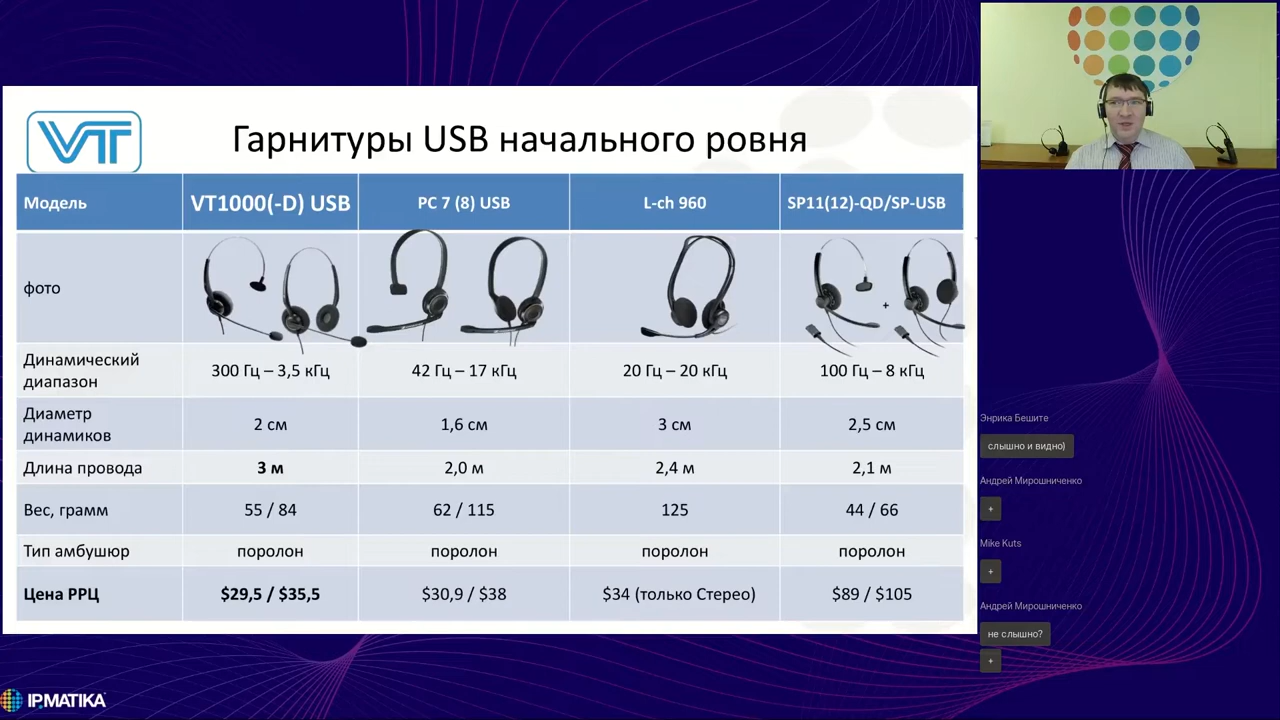 VT
Гарнитуры USB начального ровня
Модель
VT1000(-D) USB
PC 7 (8) USB
L-ch 960
SP11(12)-QD/SP-USB
фото
+
Динамический
диапазон
300 Гц – 3,5 кГц
42 Гц – 17 кГц
20 Гц – 20 кГц
100 Гц – 8 кГц
Диаметр
динамиков
2 см
1,6 см
3 см
2,5 см
Длина провода
3 м
2,0 м
2,4 м
2,1 м
Вес, грамм
55 / 84
62 / 115
125
44 / 66
Тип амбушюр
поролон
поролон
поролон
поролон
Цена РРЦ
$29,5 / $35,5
$30,9 / $38
$34 (только Стерео)
$89 / $105
Энрика Бешите
слышно и видно)
Андрей Мирошниченко
+
Mike Kuts
+
Андрей Мирошниченко
не слышно?
+
IPMATIKA